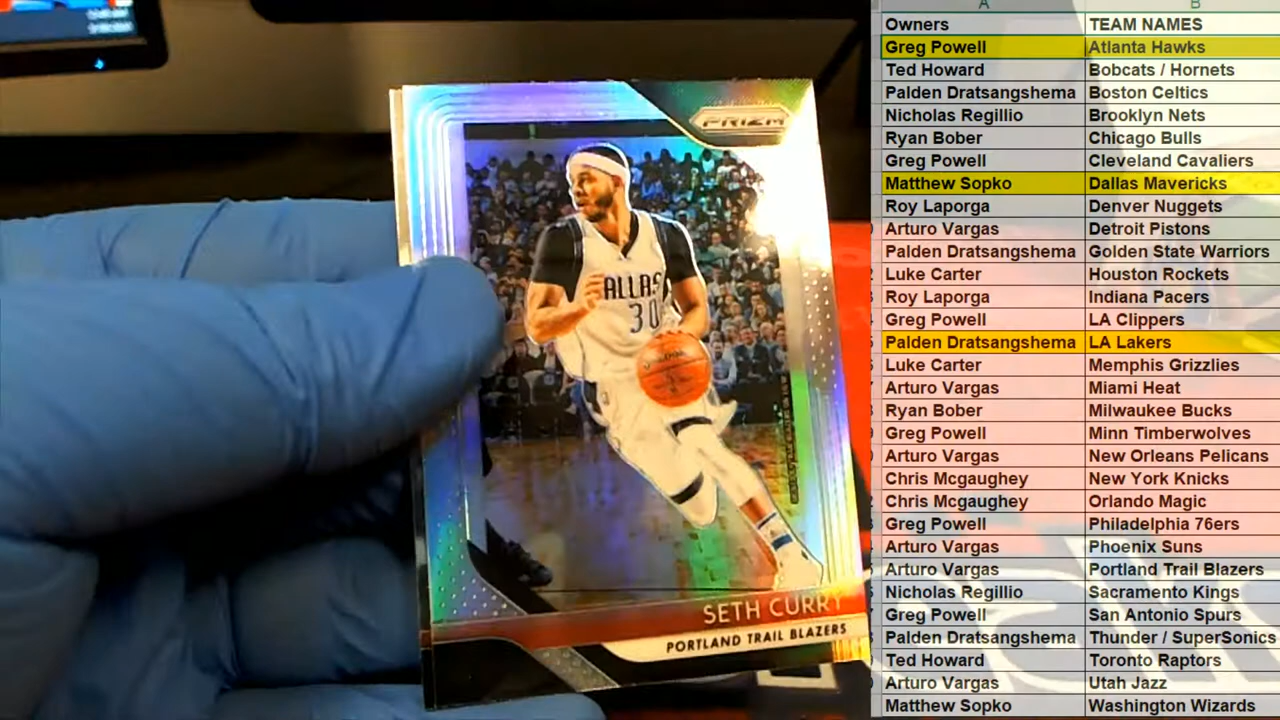 PRIZM
ALLAS
30
SETH CURRY
PORTLAND TRAIL BLAZERS
A B
Owners TEAM NAMES
Greg Powell Atlanta Hawks
Ted Howard Bobcats / Hornets
Palden Dratsangshema Boston Celtics
Nicholas Regillio Brooklyn Nets
Ryan Bober Chicago Bulls
Greg Powell Cleveland Cavaliers
Matthew Sopko Dallas Mavericks
Roy Laporga Denver Nuggets
Arturo Vargas Detroit Pistons
Palden Dratsangshema Golden State Warriors
Luke Carter Houston Rockets
Roy Laporga Indiana Pacers
Greg Powell LA Clippers
Palden Dratsangshema LA Lakers
Luke Carter Memphis Grizzlies
Arturo Vargas Miami Heat
Ryan Bober Milwaukee Bucks
Greg Powell Minn Timberwolves
Arturo Vargas New Orleans Pelicans
Chris Mcgaughey New York Knicks
Chris Mcgaughey Orlando Magic
Greg Powell Philadelphia 76ers
Arturo Vargas Phoenix Suns
Arturo Vargas Portland Trail Blazers
Nicholas Regillio Sacramento Kings
Greg Powell San Antonio Spurs
Palden Dratsangshema Thunder / SuperSonics
Ted Howard Toronto Raptors
Arturo Vargas Utah Jazz
Matthew Sopko Washington Wizards